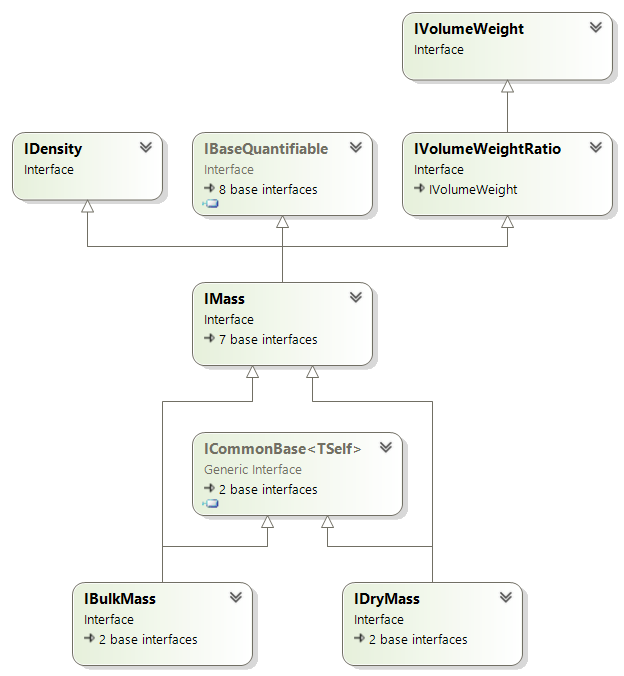 IVolumeWeight
Interface
IDensity
Interface
IBaseQuantifiable
Interface
8 base interfaces
IVolumeWeightRatio
Interface
IVolumeWeight
IMass
Interface
7 base interfaces
ICommonBase<TSelf>
Generic Interface
2 base interfaces
IBulkMass
Interface
2 base interfaces
IDryMass
Interface
2 base interfaces